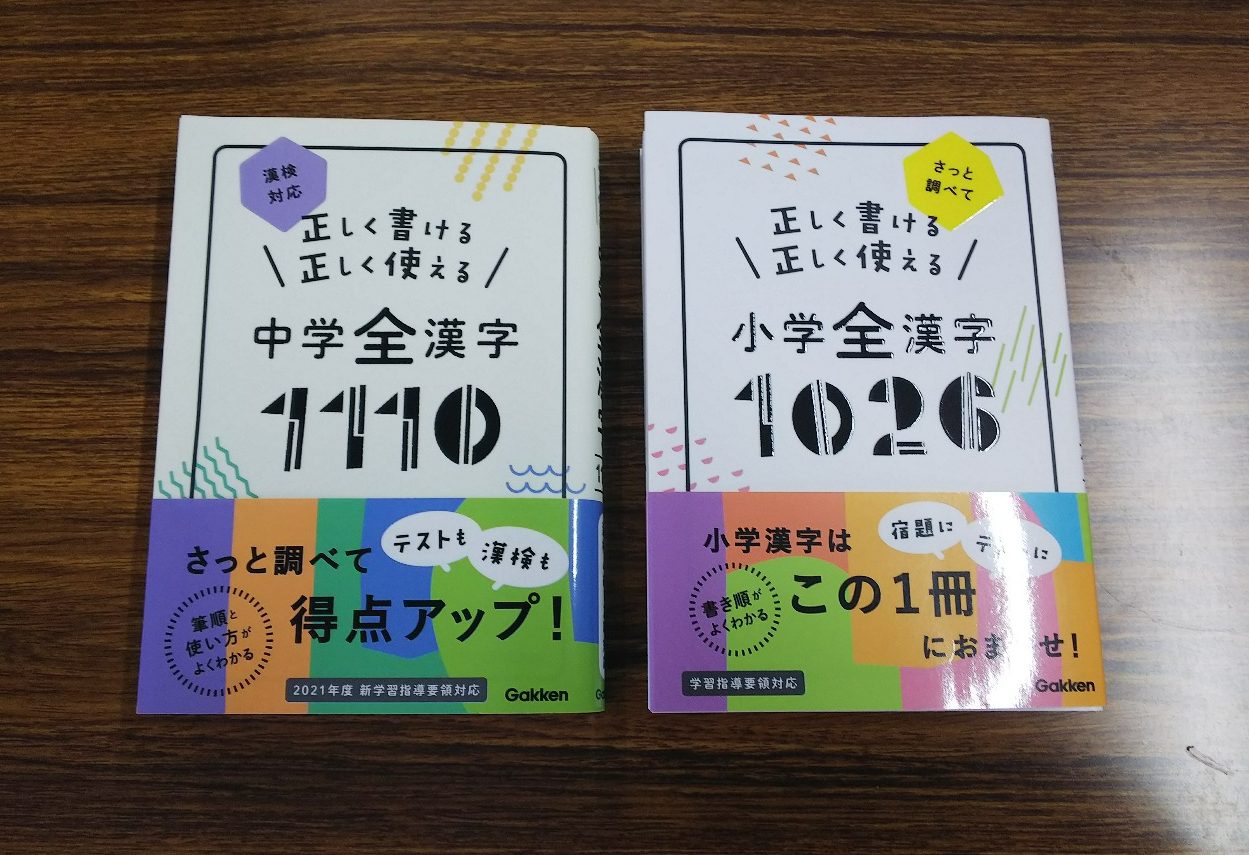 漢検
対応
正しく書ける
正しく使える
中学全漢字
1110
テストも
漢検も
さっと調べて
得点アップ!
筆順と
使い方が
よくわかる
2021年度 新学習指導要領対応
Gakken
さっと
調べて
正しく書ける
正しく使える
小学全漢字
1026
宿題に
小学漢字は
この1冊
におま せ!
書き順が
よくわかる
学習指導要領対応
Gakken